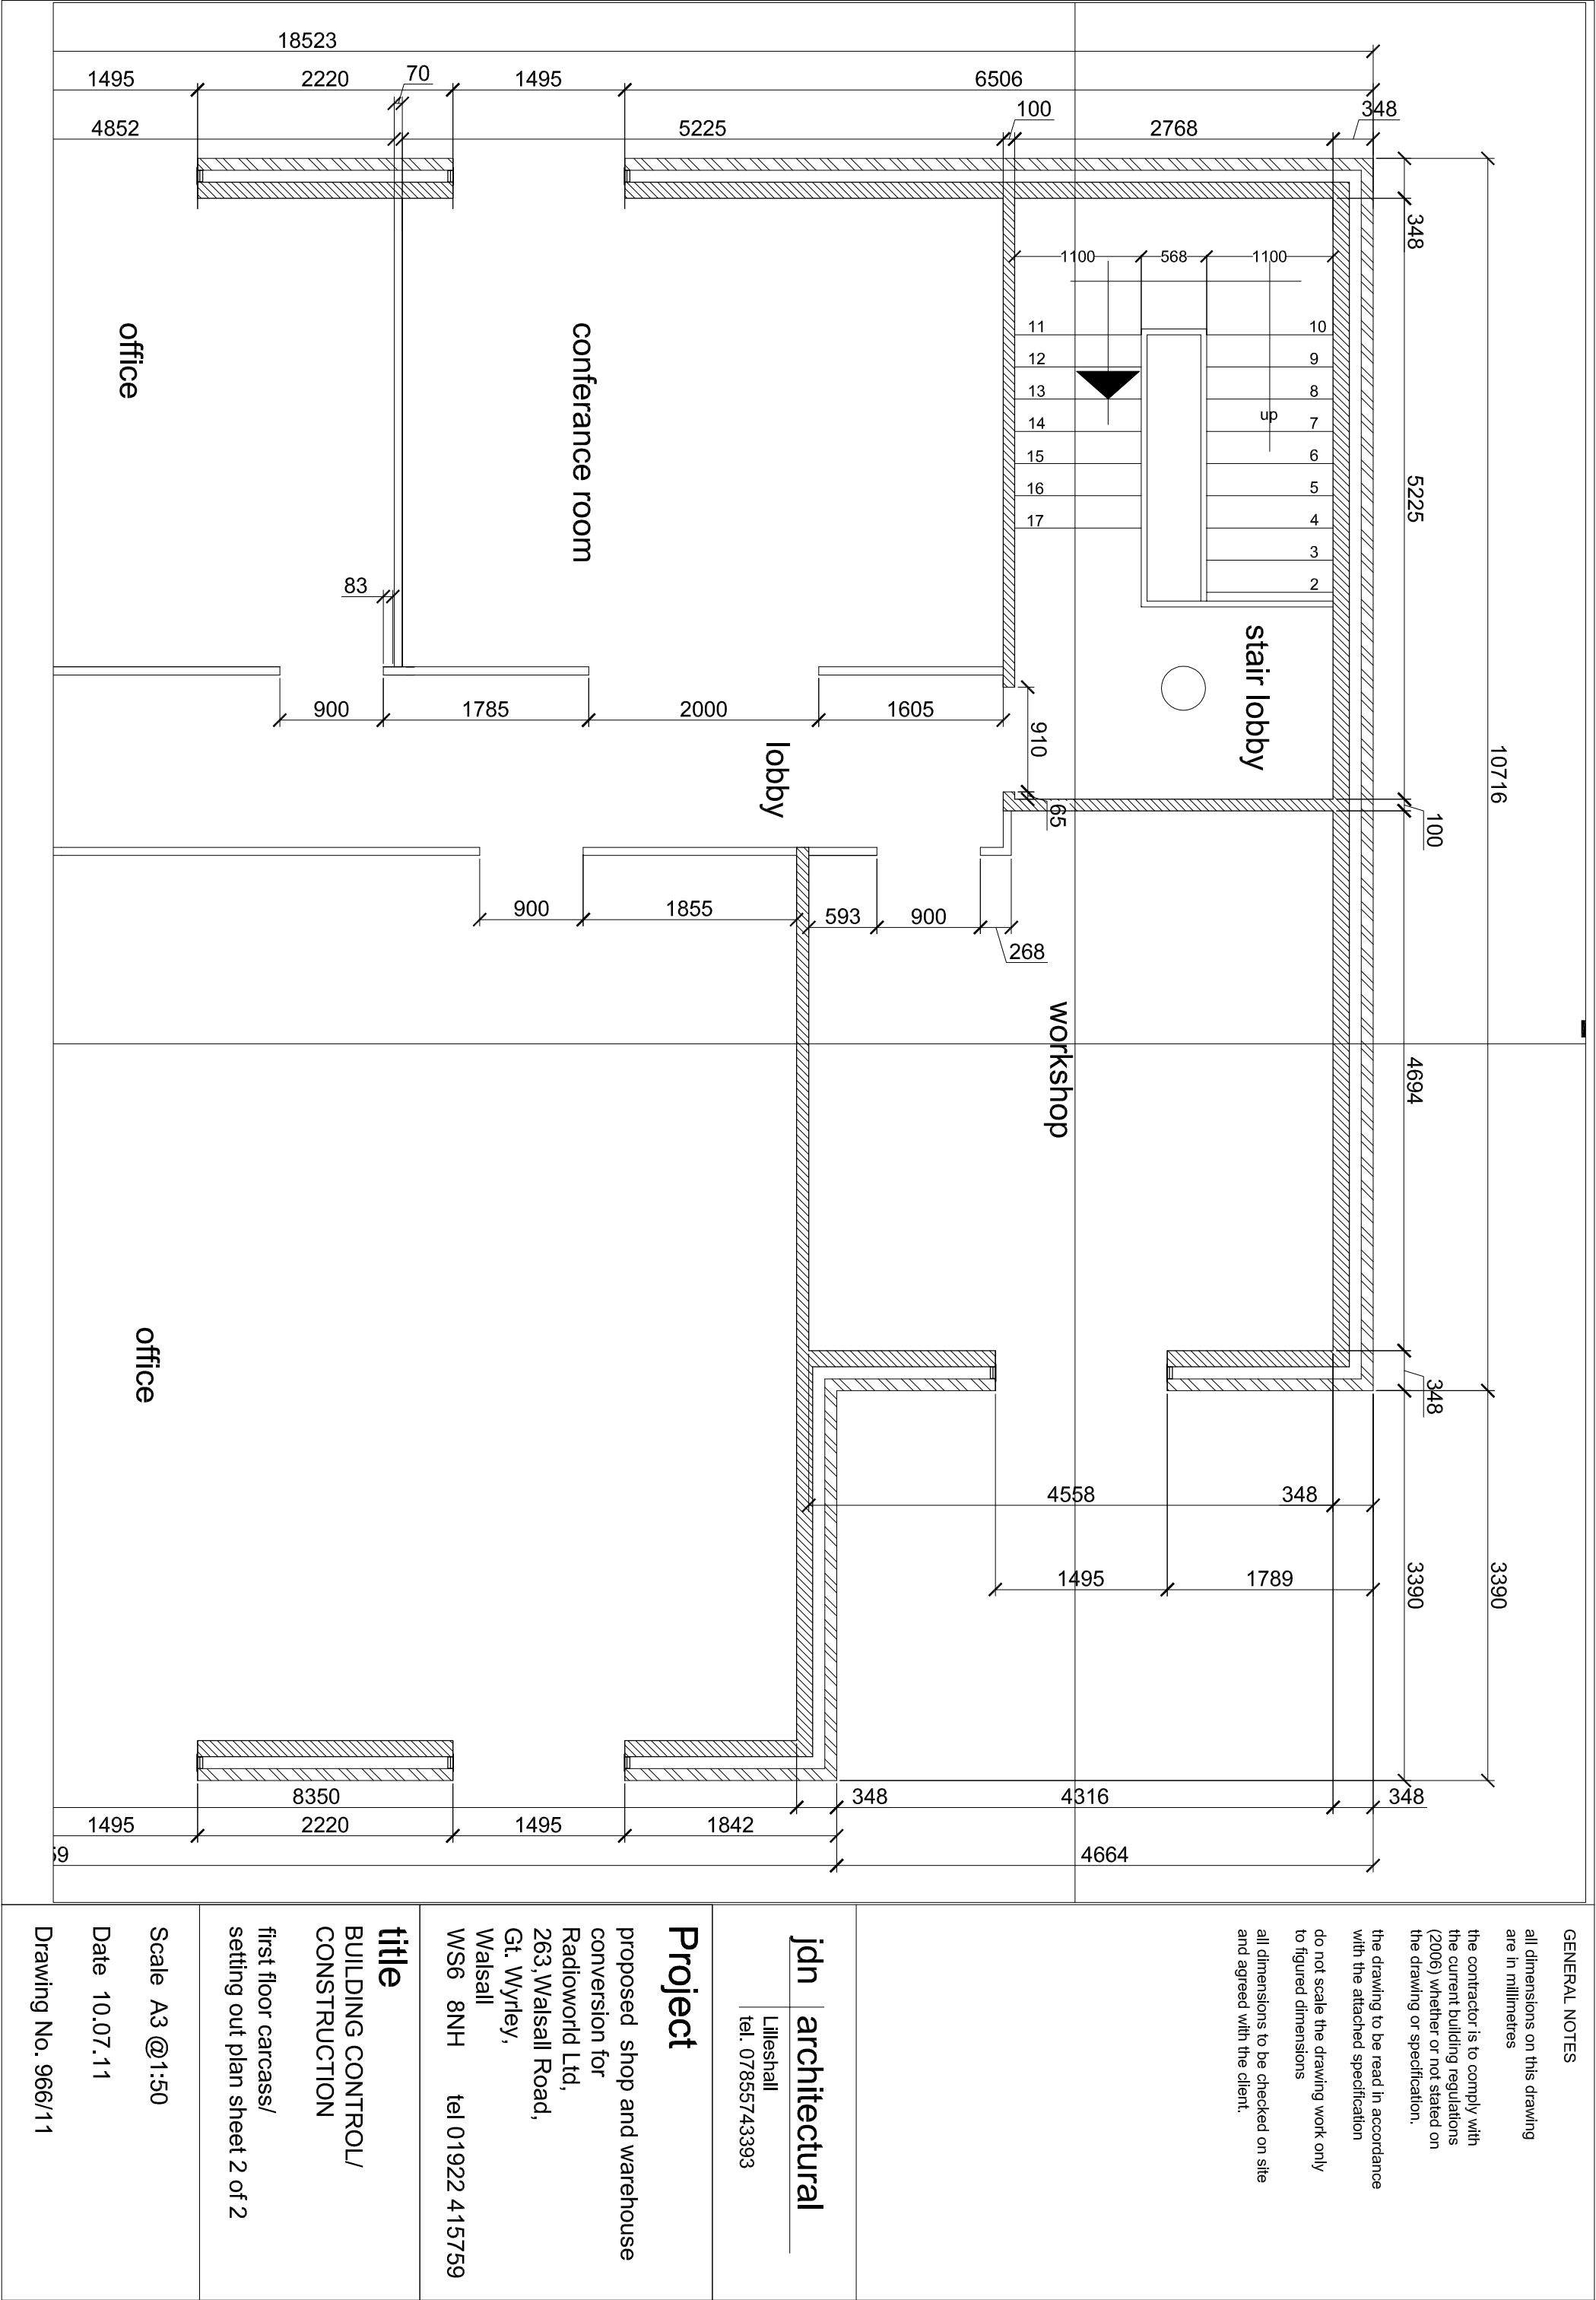 18523
1495
2220
70
1495
6506
4852
5225
100
2768
348
348
5225
10716
100
4694
348
3390
3390
1100
568
1100
11
12
13
14
15
16
17
10
9
8
7
6
5
4
3
2
up
office
conferance room
stair lobby
83
900
1785
2000
1605
910
65
lobby
900
1855
593
900
268
workshop
office
4558
348
1495
1789
8350
348
4316
348
1495
2220
1495
1842
59
4664
GENERAL NOTES
all dimensions on this drawing
are in millimetres
the contractor is to comply with
the current building regulations
(2006) whether or not stated on
the drawing or specification.
the drawing to be read in accordance
with the attached specification
do not scale the drawing work only
to figured dimensions
all dimensions to be checked on site
and agreed with the client.
jdn architectural
Lilleshall
tel. 07855743393
Project
proposed shop and warehouse
conversion for
Radioworld Ltd,
263,Walsall Road,
Gt. Wyrley,
Walsall
WS6 8NH tel 01922 415759
title
BUILDING CONTROL/
CONSTRUCTION
first floor carcass/
setting out plan sheet 2 of 2
Scale A3 @1:50
Date 10.07.11
Drawing No. 966/11